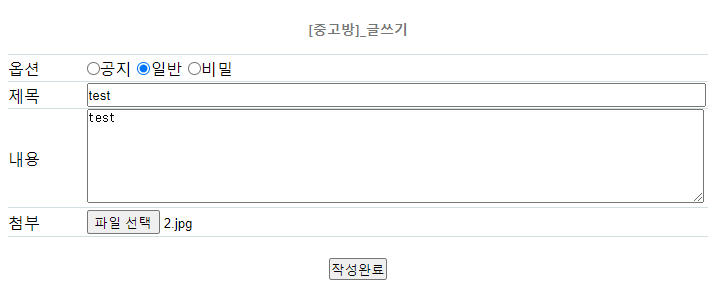 [중고방]_글쓰기
옵션 공지 일반 비밀
제목 test
내용 test
첨부 파일 선택 2.jpg
작성완료